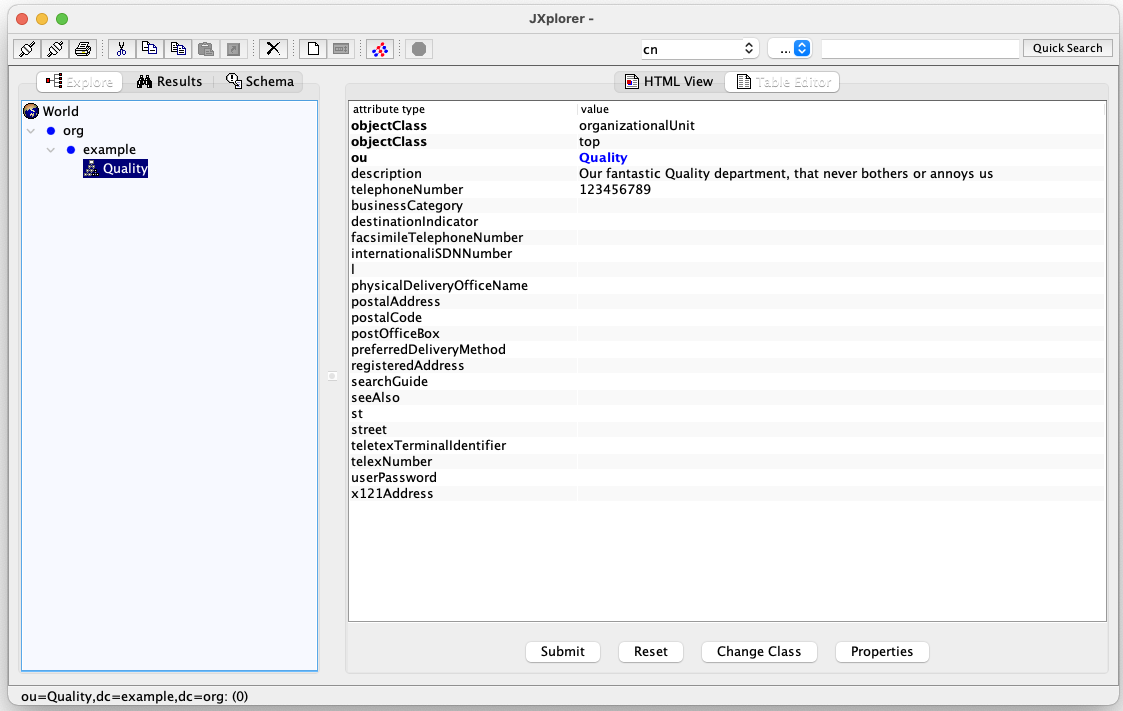 JXplorer -
cn
...
Quick Search
Explore
Results
Schema
HTML View
Table Editor
World
org
example
Quality
attribute type value
objectClass organizationalUnit
objectClass top
ou Quality
description Our fantastic Quality department, that never bothers or annoys us
telephoneNumber 123456789
businessCategory
destinationIndicator
facsimileTelephoneNumber
internationaliSDNNumber
l
physicalDeliveryOfficeName
postalAddress
postalCode
postOfficeBox
preferredDeliveryMethod
registeredAddress
searchGuide
seeAlso
st
street
teletexTerminalIdentifier
telexNumber
userPassword
x121Address
Submit
Reset
Change Class
Properties
ou=Quality,dc=example,dc=org: (0)